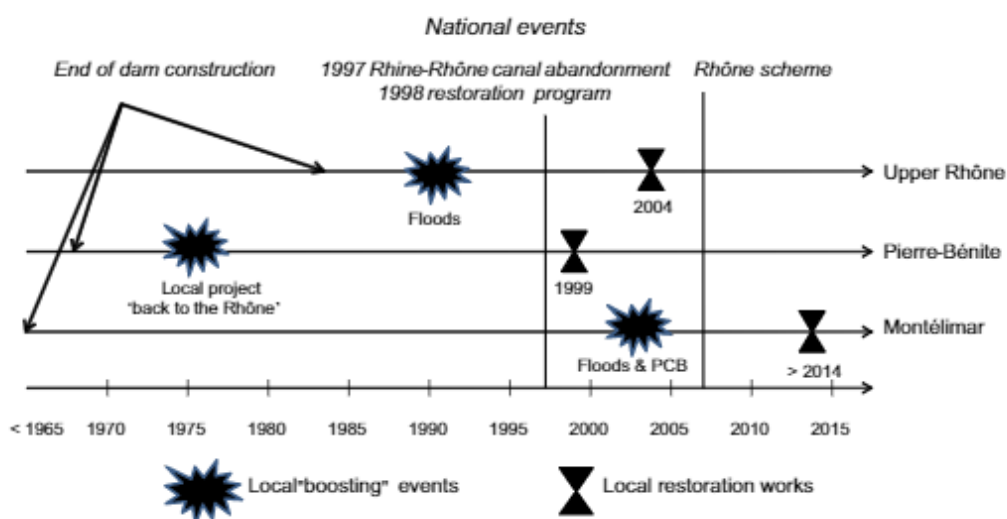 National events
End of dam construction
1997 Rhine-Rhône canal abandonment
1998 restoration program
Rhône scheme
Upper Rhône
Floods
2004
Pierre-Bénite
Local project
"back to the Rhône"
1999
Montélimar
Floods & PCB
> 2014
< 1965 1970 1975 1980 1985 1990 1995 2000 2005 2010 2015
Local"boosting" events
Local restoration works